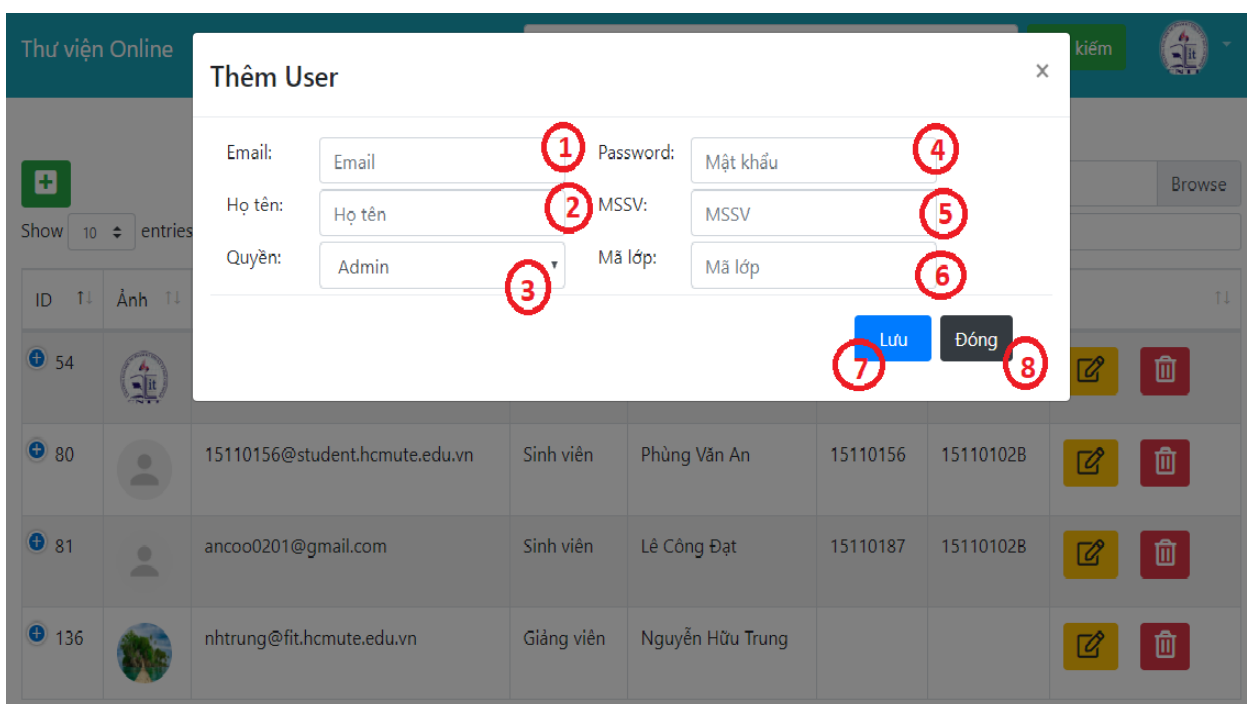 Thư viện Online
kiếm
Thêm User
×
Email:
Email
1
Password:
Mật khẩu
4
Họ tên:
Họ tên
2
MSSV:
MSSV
5
Quyền:
Admin
3
Mã lớp:
Mã lớp
6
Lưu
7
Đóng
8
Browse
Show 10 entries
ID Ảnh
54
80 15110156@student.hcmute.edu.vn Sinh viên Phùng Văn An 15110156 15110102B
81 ancoo0201@gmail.com Sinh viên Lê Công Đạt 15110187 15110102B
136 nhtrung@fit.hcmute.edu.vn Giảng viên Nguyễn Hữu Trung